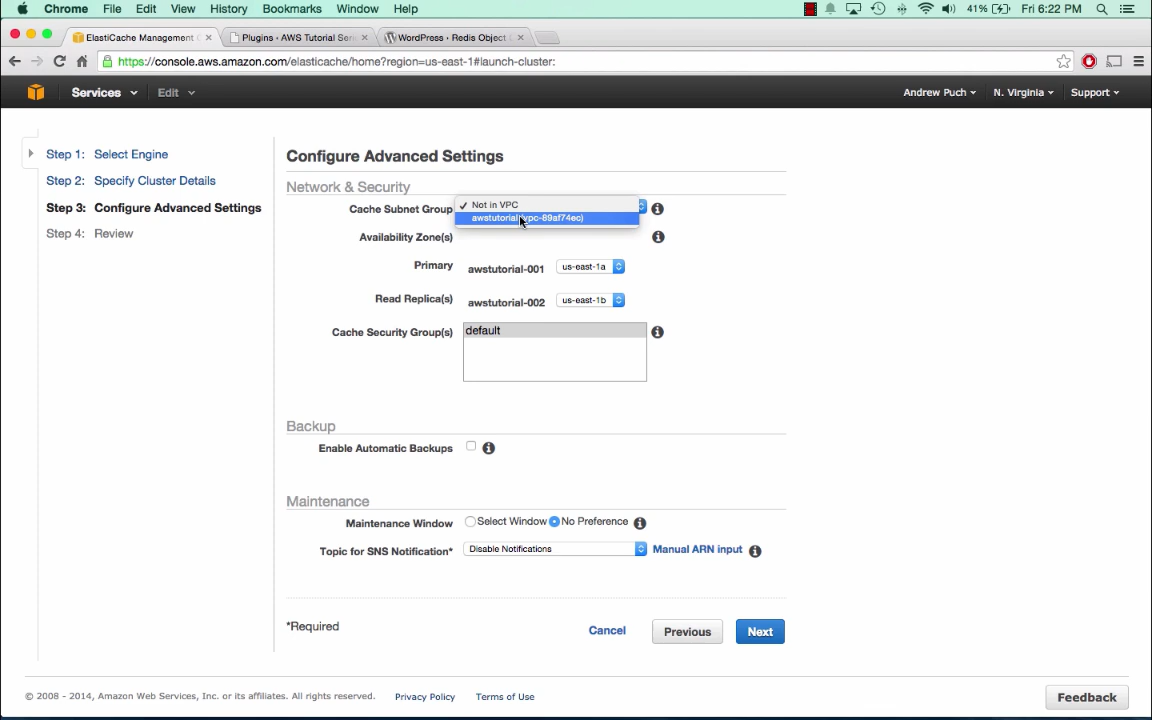 Chrome File Edit View History Bookmarks Window Help 41% Fri 6:22 PM
ElastiCache Management C × Plugins ‹ AWS Tutorial Seri × WordPress › Redis Object C ×
https://console.aws.amazon.com/elasticache/home?region=us-east-1#launch-cluster:
Services Edit Andrew Puch N. Virginia Support
Step 1: Select Engine
Step 2: Specify Cluster Details
Step 3: Configure Advanced Settings
Step 4: Review
Configure Advanced Settings
Network & Security
Cache Subnet Group
✓ Not in VPC
awstutorial (vpc-89af74ec)
Availability Zone(s)
Primary awstutorial-001 us-east-1a
Read Replica(s) awstutorial-002 us-east-1b
Cache Security Group(s) default
Backup
Enable Automatic Backups
Maintenance
Maintenance Window Select Window No Preference
Topic for SNS Notification* Disable Notifications Manual ARN input
*Required
Cancel Previous Next
© 2008 - 2014, Amazon Web Services, Inc. or its affiliates. All rights reserved. Privacy Policy Terms of Use
Feedback